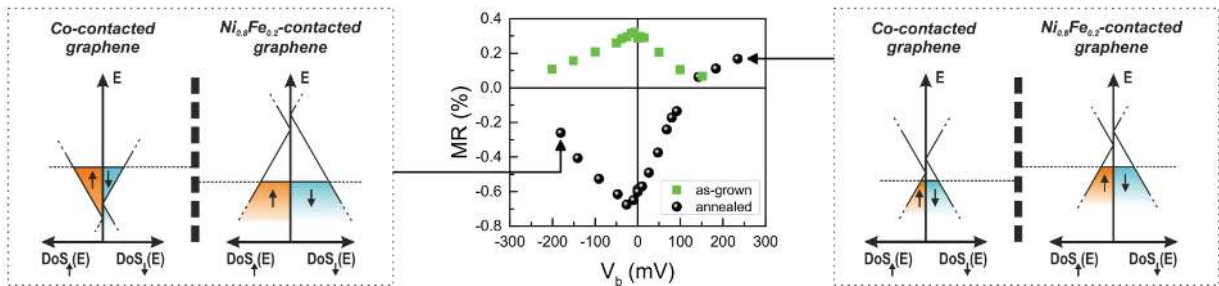 Co-contacted
graphene
Ni0.8Fe0.2-contacted
graphene
E
E
↑
↓
↑
↓
DoS↑(E)
DoS↓(E)
DoS↑(E)
DoS↓(E)
MR (%)
0.4
0.2
0.0
-0.2
-0.4
-0.6
-0.8
as-grown
annealed
-300
-200
-100
0
100
200
300
Vb (mV)
Co-contacted
graphene
Ni0.8Fe0.2-contacted
graphene
E
E
↑
↓
↑
↓
DoS↑(E)
DoS↓(E)
DoS↑(E)
DoS↓(E)